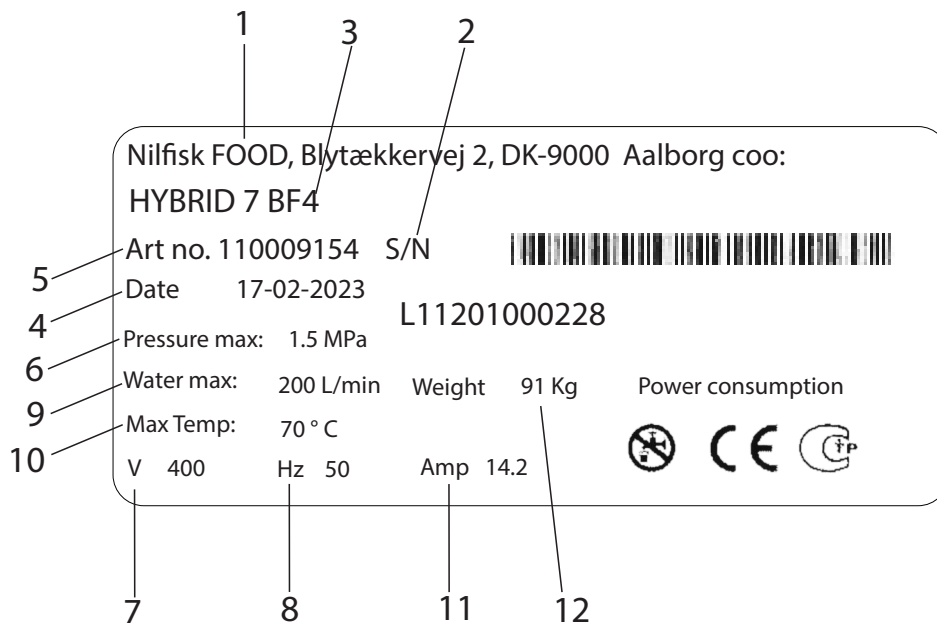 1
3
2
Nilfisk FOOD, Blytækkervej 2, DK-9000 Aalborg coo:
HYBRID 7 BF4
5
Art no. 110009154 S/N
4
Date 17-02-2023
L11201000228
6
Pressure max: 1.5 MPa
9
Water max: 200 L/min Weight 91 Kg Power consumption
10
Max Temp: 70 ° C
CE
V 400 Hz 50 Amp 14.2
7
8
11
12